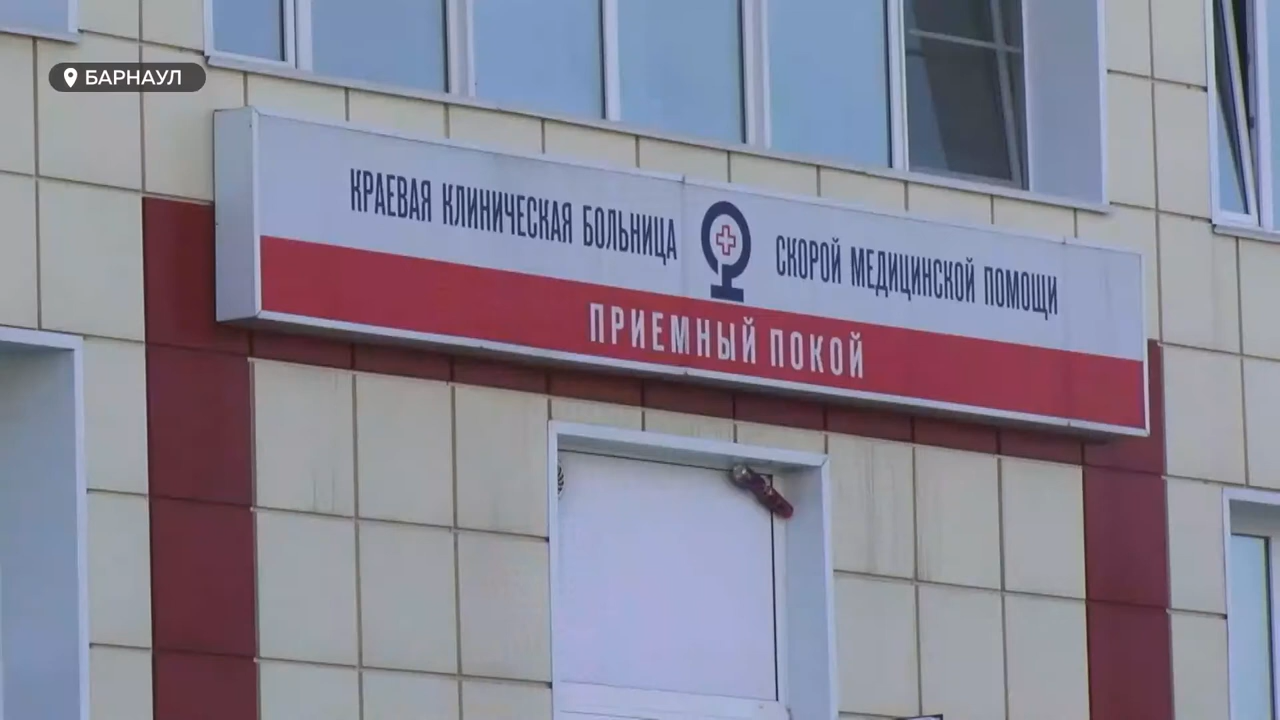 БАРНАУЛ
КРАЕВАЯ КЛИНИЧЕСКАЯ БОЛЬНИЦА СКОРОЙ МЕДИЦИНСКОЙ ПОМОЩИ
ПРИЕМНЫЙ ПОКОЙ